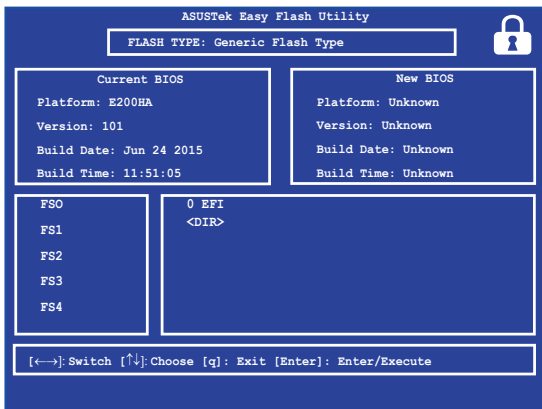 ASUSTek Easy Flash Utility
FLASH TYPE: Generic Flash Type
Current BIOS
Platform: E200HA
Version: 101
Build Date: Jun 24 2015
Build Time: 11:51:05
New BIOS
Platform: Unknown
Version: Unknown
Build Date: Unknown
Build Time: Unknown
FSO
FS1
FS2
FS3
FS4
0 EFI
<DIR>
[←→]: Switch [↑↓]: Choose [q]: Exit [Enter]: Enter/Execute